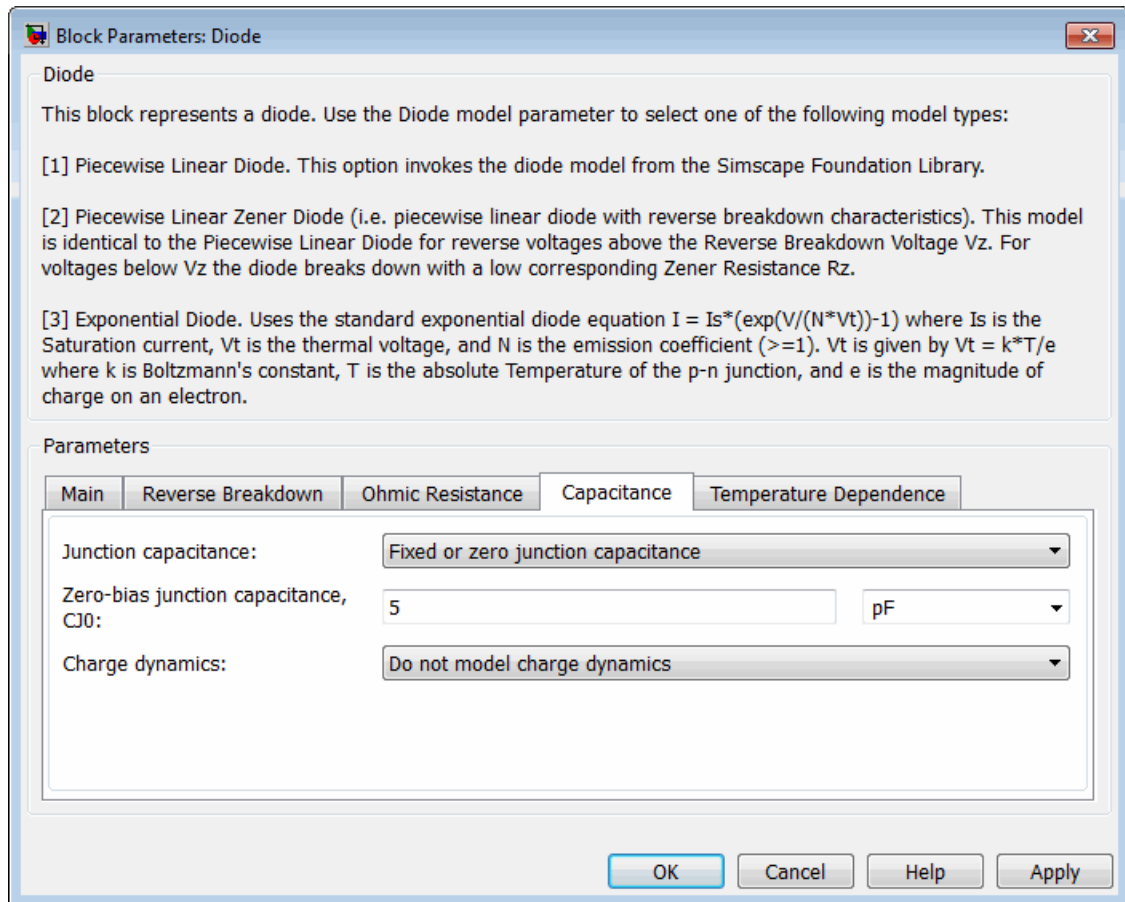 Block Parameters: Diode
Diode
This block represents a diode. Use the Diode model parameter to select one of the following model types:
[1] Piecewise Linear Diode. This option invokes the diode model from the Simscape Foundation Library.
[2] Piecewise Linear Zener Diode (i.e. piecewise linear diode with reverse breakdown characteristics). This model
is identical to the Piecewise Linear Diode for reverse voltages above the Reverse Breakdown Voltage Vz. For
voltages below Vz the diode breaks down with a low corresponding Zener Resistance Rz.
[3] Exponential Diode. Uses the standard exponential diode equation I = Is*(exp(V/(N*Vt))-1) where Is is the
Saturation current, Vt is the thermal voltage, and N is the emission coefficient (>=1). Vt is given by Vt = k*T/e
where k is Boltzmann's constant, T is the absolute Temperature of the p-n junction, and e is the magnitude of
charge on an electron.
Parameters
Main Reverse Breakdown Ohmic Resistance Capacitance Temperature Dependence
Junction capacitance: Fixed or zero junction capacitance
Zero-bias junction capacitance,
CJ0: 5 pF
Charge dynamics: Do not model charge dynamics
OK Cancel Help Apply